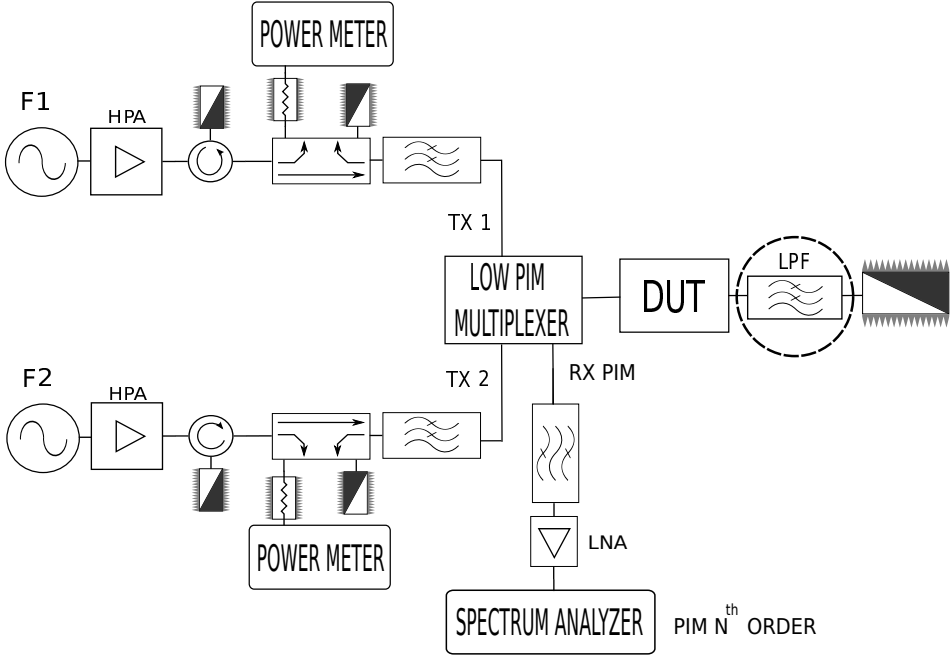 POWER METER
F1
HPA
TX 1
LOW PIM
MULTIPLEXER
DUT
LPF
F2
HPA
TX 2
RX PIM
POWER METER
LNA
SPECTRUM ANALYZER
PIM Nth ORDER